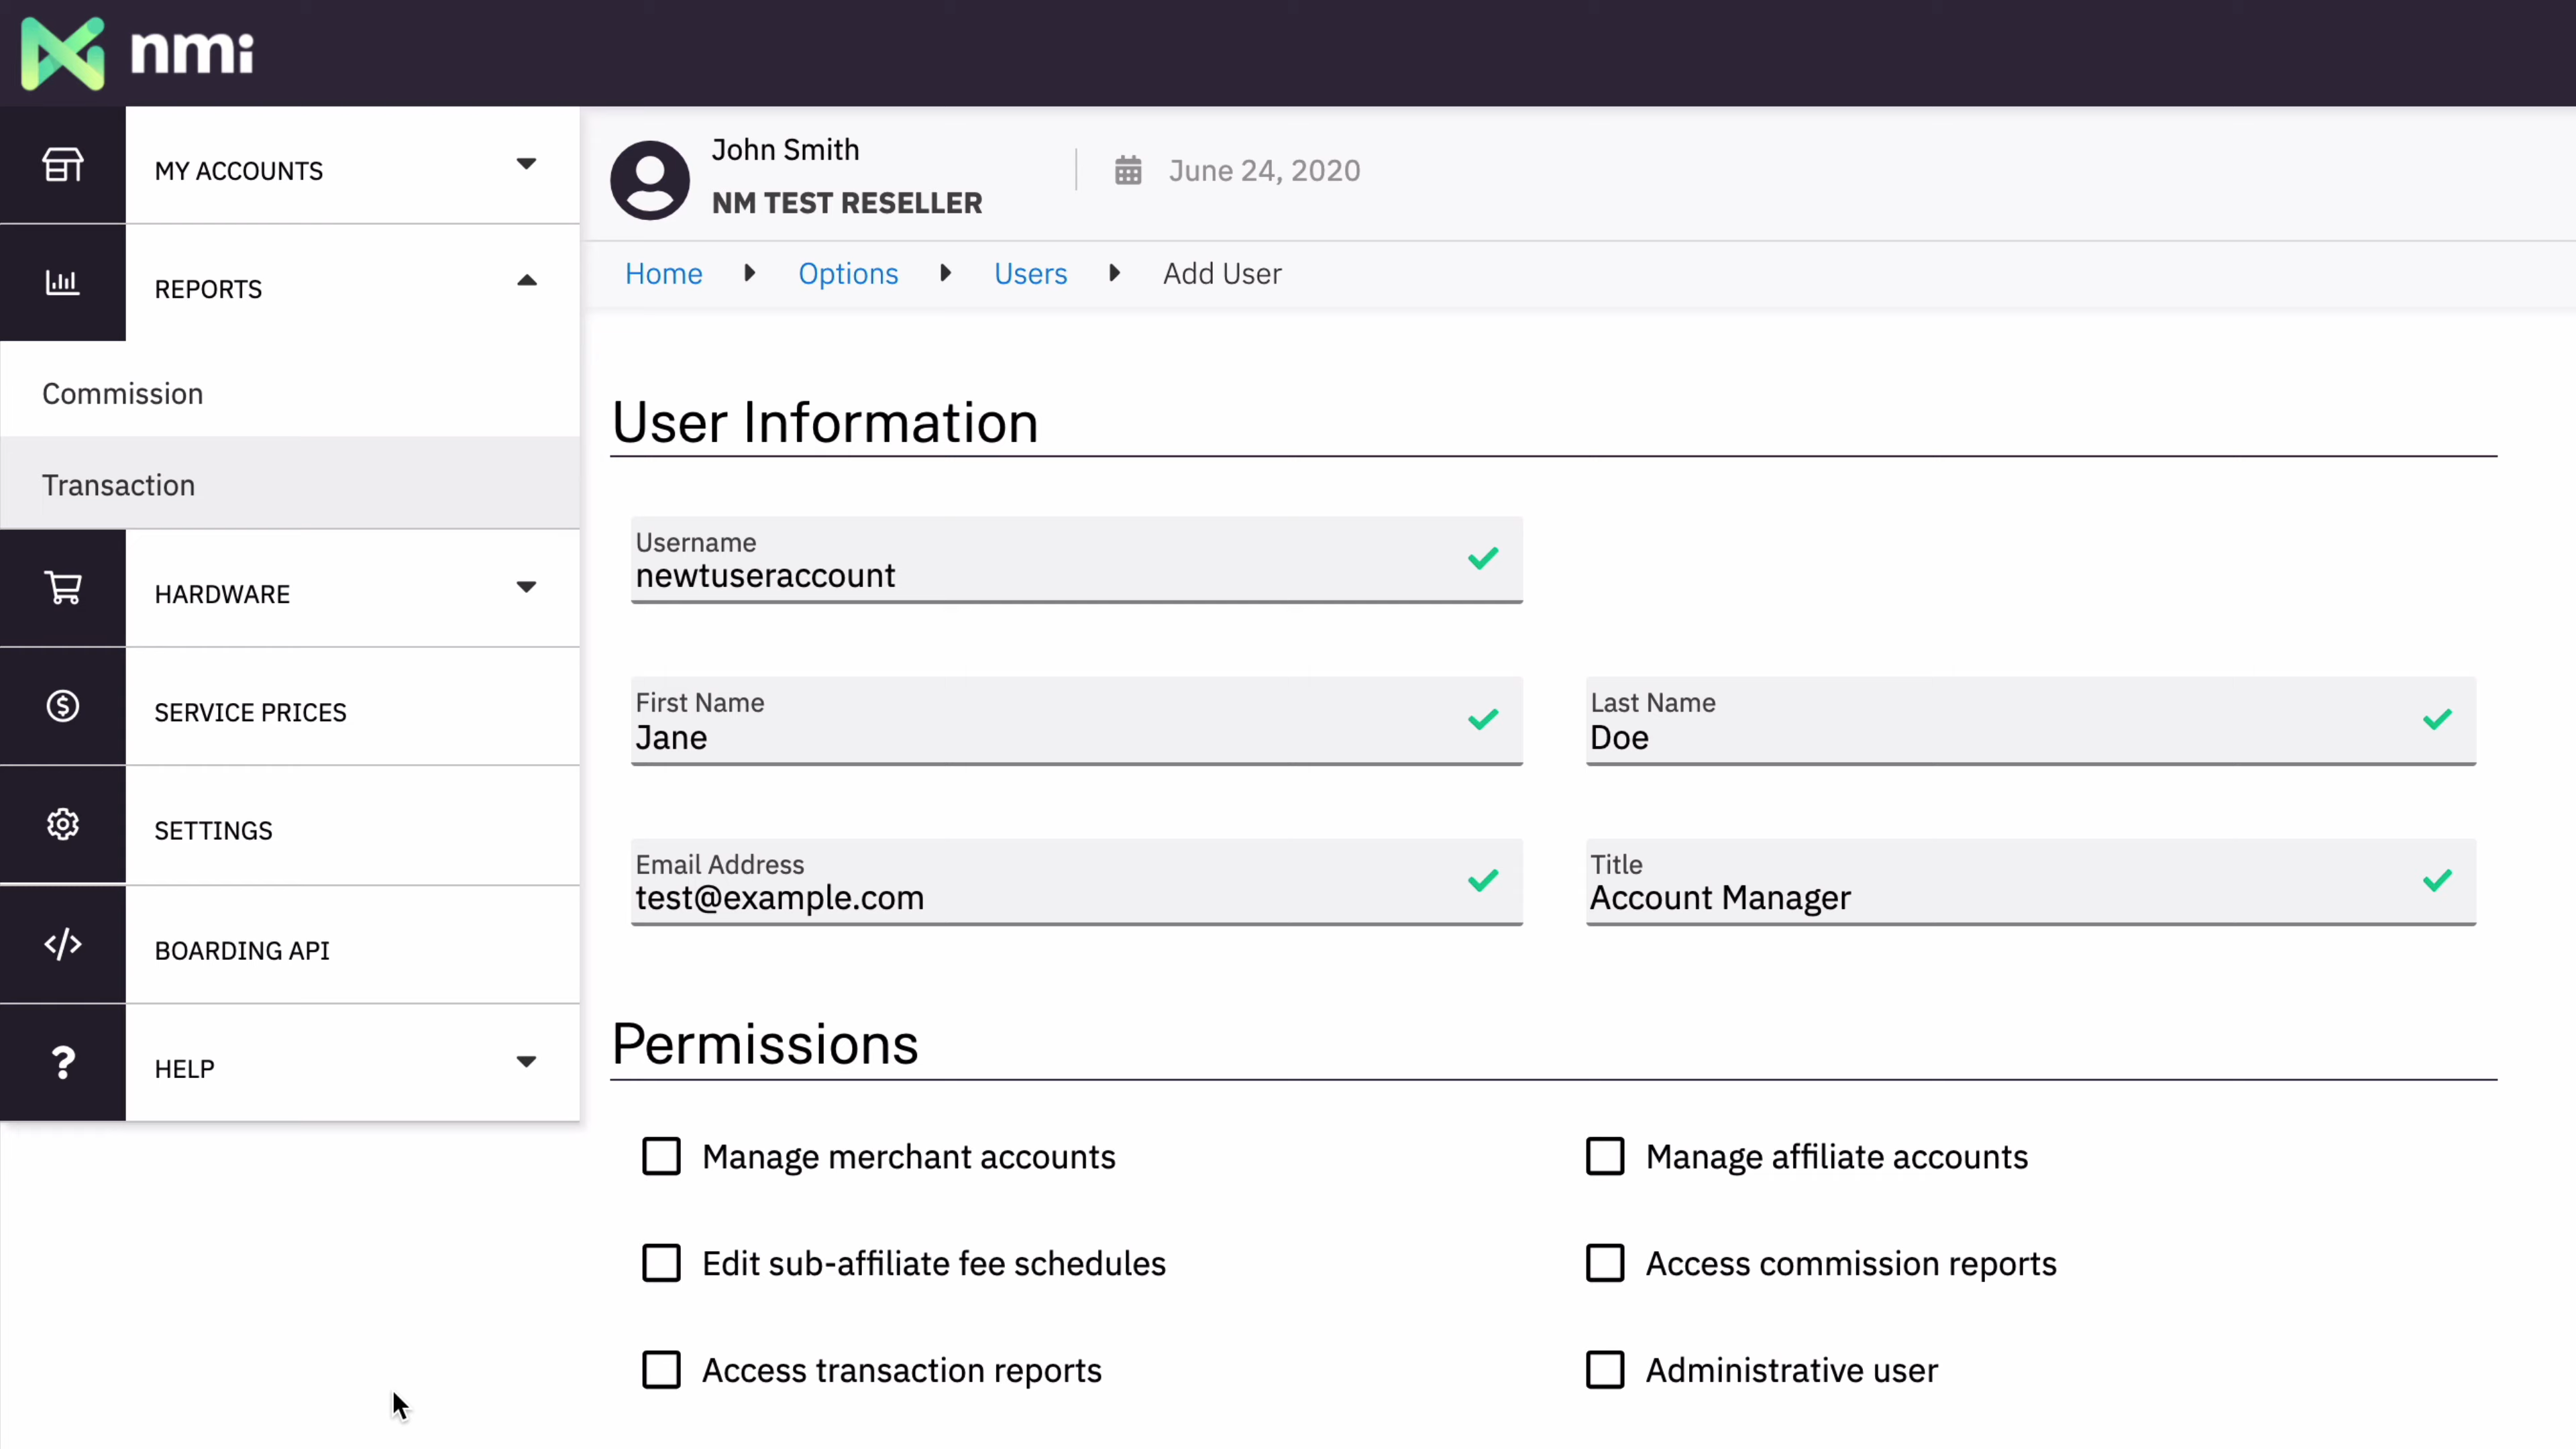 nmi
MY ACCOUNTS
REPORTS
Commission
Transaction
HARDWARE
SERVICE PRICES
SETTINGS
BOARDING API
HELP
John Smith
NM TEST RESELLER
June 24, 2020
Home Options Users Add User
User Information
Username
newtuseraccount
First Name
Jane
Last Name
Doe
Email Address
test@example.com
Title
Account Manager
Permissions
Manage merchant accounts
Manage affiliate accounts
Edit sub-affiliate fee schedules
Access commission reports
Access transaction reports
Administrative user